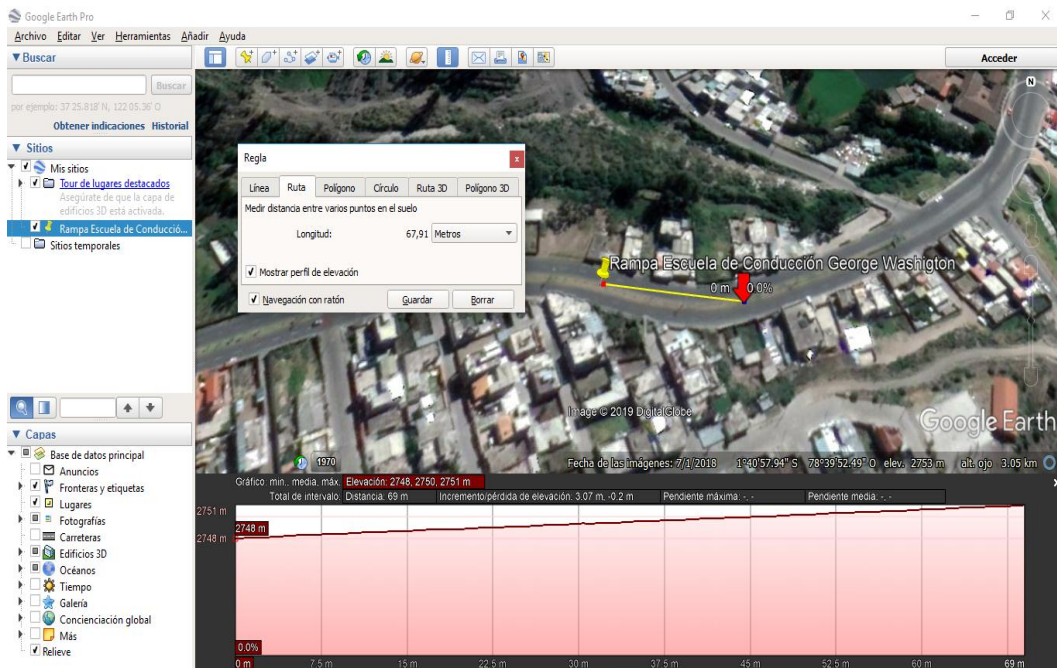 Google Earth Pro
Archivo Editar Ver Herramientas Añadir Ayuda
Buscar
Acceder
Buscar
por ejemplo: 37 25.818' N, 122 05.36' O
Obtener indicaciones Historial
Sitios
Mis sitios
Tour de lugares destacados
Asegúrate de que la capa de
edificios 3D está activada.
Rampa Escuela de Conducció...
Sitios temporales
Regla
x
Línea Ruta Polígono Círculo Ruta 3D Polígono 3D
Medir distancia entre varios puntos en el suelo
Longitud: 67,91 Metros
Mostrar perfil de elevación
Navegación con ratón Guardar Borrar
N
Rampa Escuela de Conducción George Washigton
0 m 0.0%
Image © 2019 DigitalGlobe
Google Earth
1970
Fecha de las imágenes: 7/1/2018 1°40'57.94" S 78°39'52.49" O elev. 2753 m alt. ojo 3.05 km
Capas
Base de datos principal
Anuncios
Fronteras y etiquetas
Lugares
Fotografías
Carreteras
Edificios 3D
Océanos
Tiempo
Galería
Concienciación global
Más
Relieve
Gráfico: min., media, máx. Elevación: 2748, 2750, 2751 m
Total de intervalo: Distancia: 69 m Incremento/pérdida de elevación: 3.07 m, -0.2 m Pendiente máxima: -, - Pendiente media: -, -
2751 m
2748 m
2748 m
0.0%
0 m 7.5 m 15 m 22.5 m 30 m 37.5 m 45 m 52.5 m 60 m 69 m